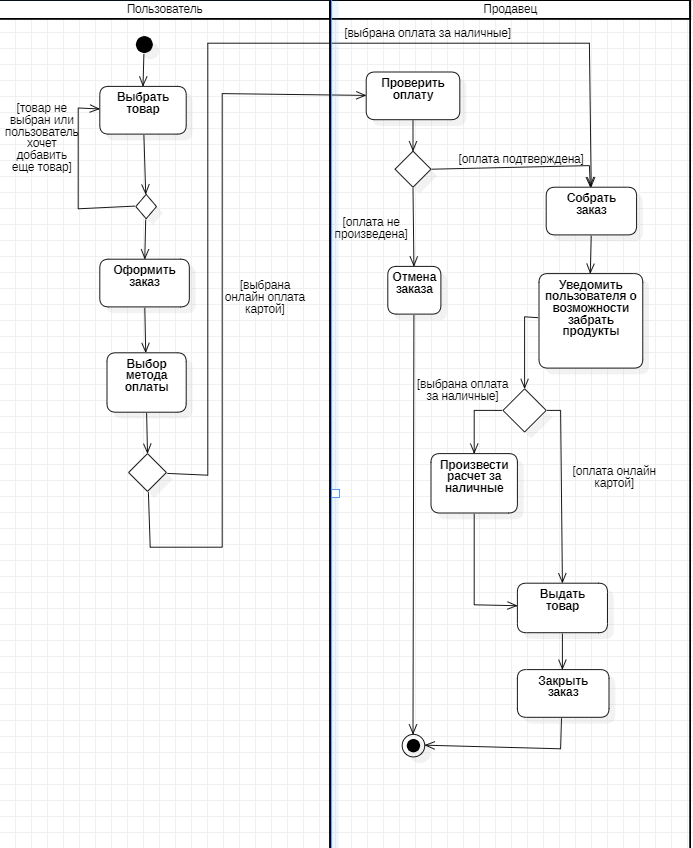 Пользователь
Продавец
[выбрана оплата за наличные]
Выбрать
товар
[товар не
выбран или
пользователь
хочет
добавить
еще товар]
Оформить
заказ
Выбор
метода
оплаты
[выбрана
онлайн оплата
картой]
Проверить
оплату
[оплата подтверждена]
[оплата не
произведена]
Отмена
заказа
Собрать
заказ
Уведомить
пользователя о
возможности
забрать
продукты
[выбрана оплата
за наличные]
Произвести
расчет за
наличные
[оплата онлайн
картой]
Выдать
товар
Закрыть
заказ